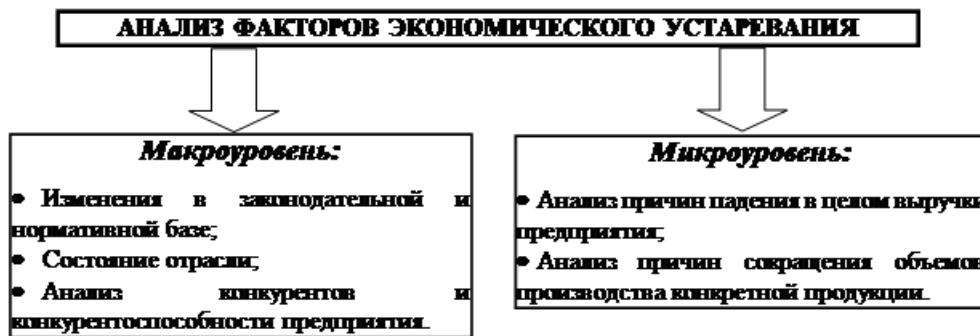 АНАЛИЗ ФАКТОРОВ ЭКОНОМИЧЕСКОГО УСТАРЕВАНИЯ
Макроуровень:
• Изменения в законодательной и
нормативной базе;
• Состояние отрасли;
• Анализ конкурентов и
конкурентоспособности предприятия.
Микроуровень:
• Анализ причин падения в целом выручки
предприятия;
• Анализ причин сокращения объемов
производства конкретной продукции.